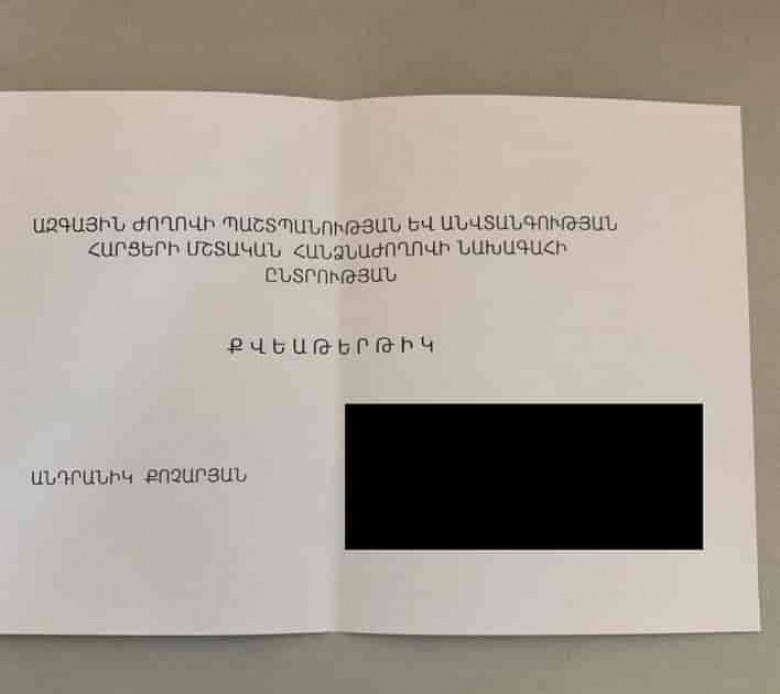 ԱԶԳԱՅԻՆ ԺՈՂՈՎԻ ՊԱՇՏՊԱՆՈՒԹՅԱՆ ԵՎ ԱՆՎՏԱՆԳՈՒԹՅԱՆ
ՀԱՐՑԵՐԻ ՄՇՏԱԿԱՆ ՀԱՆՁՆԱԺՈՂՈՎԻ ՆԱԽԱԳԱՀԻ
ԸՆՏՐՈՒԹՅԱՆ
ՔՎԵԱԹԵՐԹԻԿ
ԱՆԴՐԱՆԻԿ ՔՈՉԱՐՅԱՆ